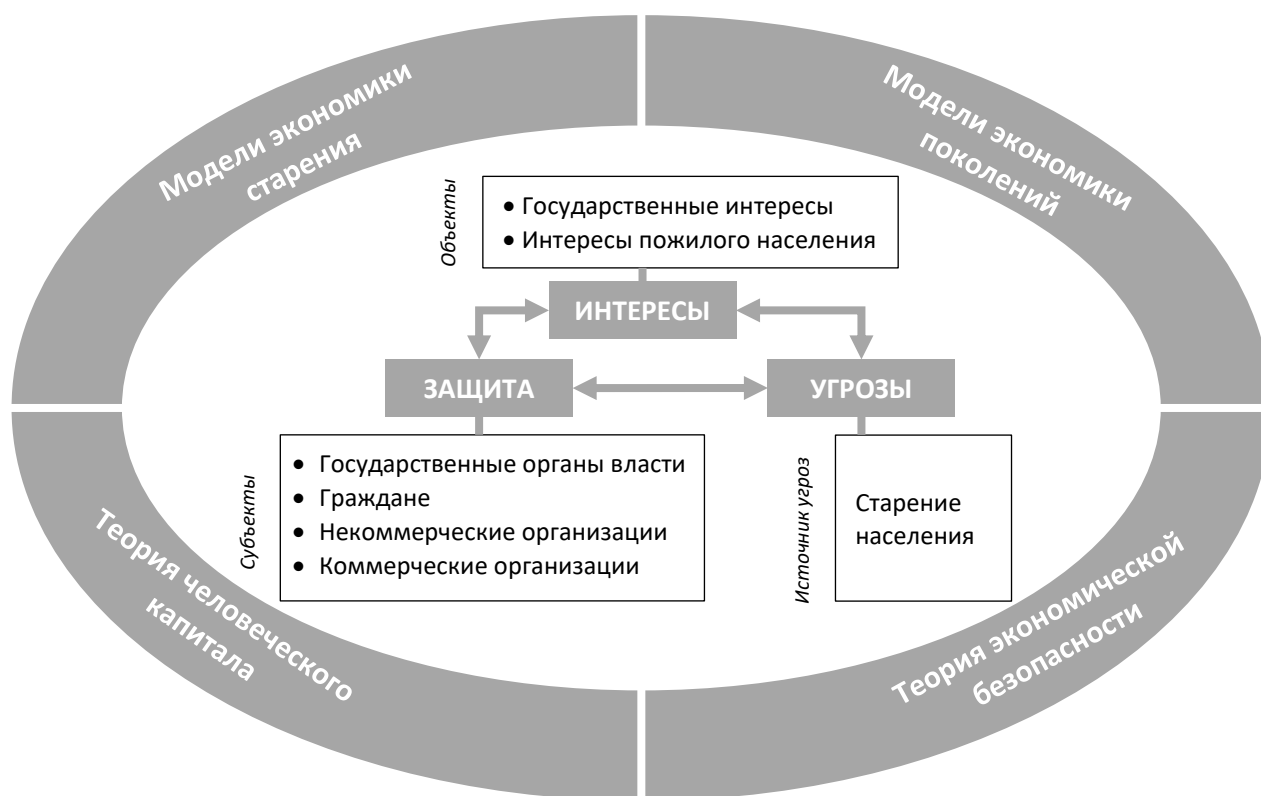 Модели экономики
старения
Модели экономики
поколений
Объекты
• Государственные интересы
• Интересы пожилого населения
ИНТЕРЕСЫ
ЗАЩИТА
УГРОЗЫ
Субъекты
• Государственные органы власти
• Граждане
• Некоммерческие организации
• Коммерческие организации
Источник угроз
Старение
населения
Теория человеческого
капитала
Теория экономической
безопасности